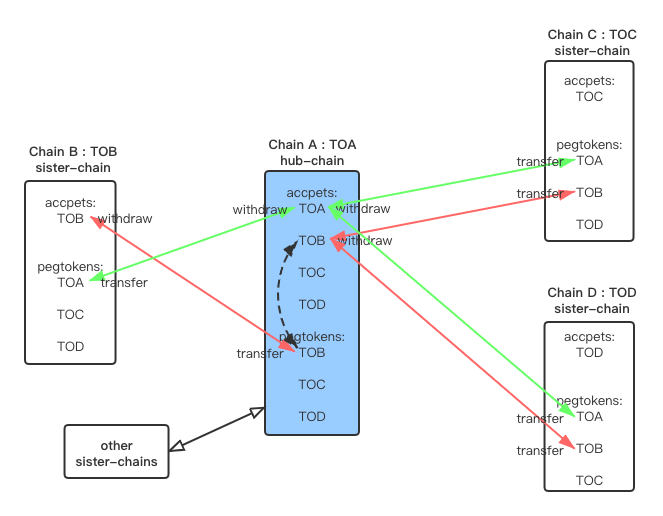 Chain C : TOC
sister-chain
accpets:
TOC
pegtokens:
transfer
TOA
transfer
TOB
TOD
Chain B : TOB
sister-chain
accpets:
TOB
withdraw
pegtokens:
TOA
transfer
TOC
TOD
Chain A : TOA
hub-chain
accpets:
withdraw
TOA
withdraw
TOB
withdraw
TOC
TOD
pegtokens:
transfer
TOB
TOC
TOD
Chain D : TOD
sister-chain
accpets:
TOD
pegtokens:
transfer
TOA
transfer
TOB
TOC
other
sister-chains